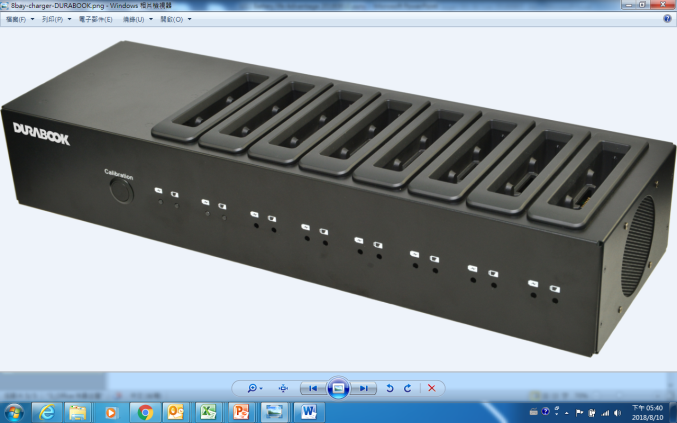 8bay-charger-DURABOOK.png - Windows 相片檢視器
檔案(F) 列印(P) 電子郵件(E) 燒錄(U) 開啟(O)
DURABOOK
Calibration
下午 05:40
2018/8/10